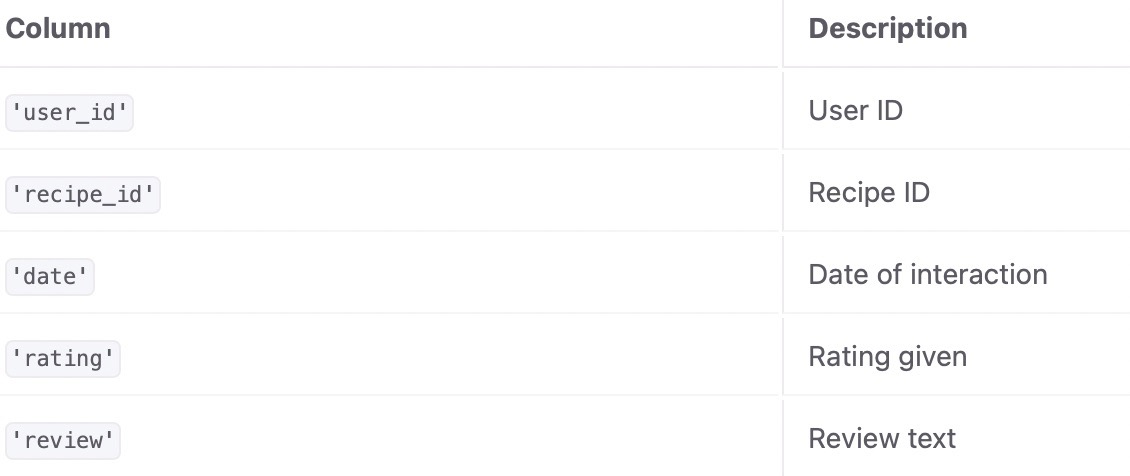 Column Description
'user_id' User ID
'recipe_id' Recipe ID
'date' Date of interaction
'rating' Rating given
'review' Review text